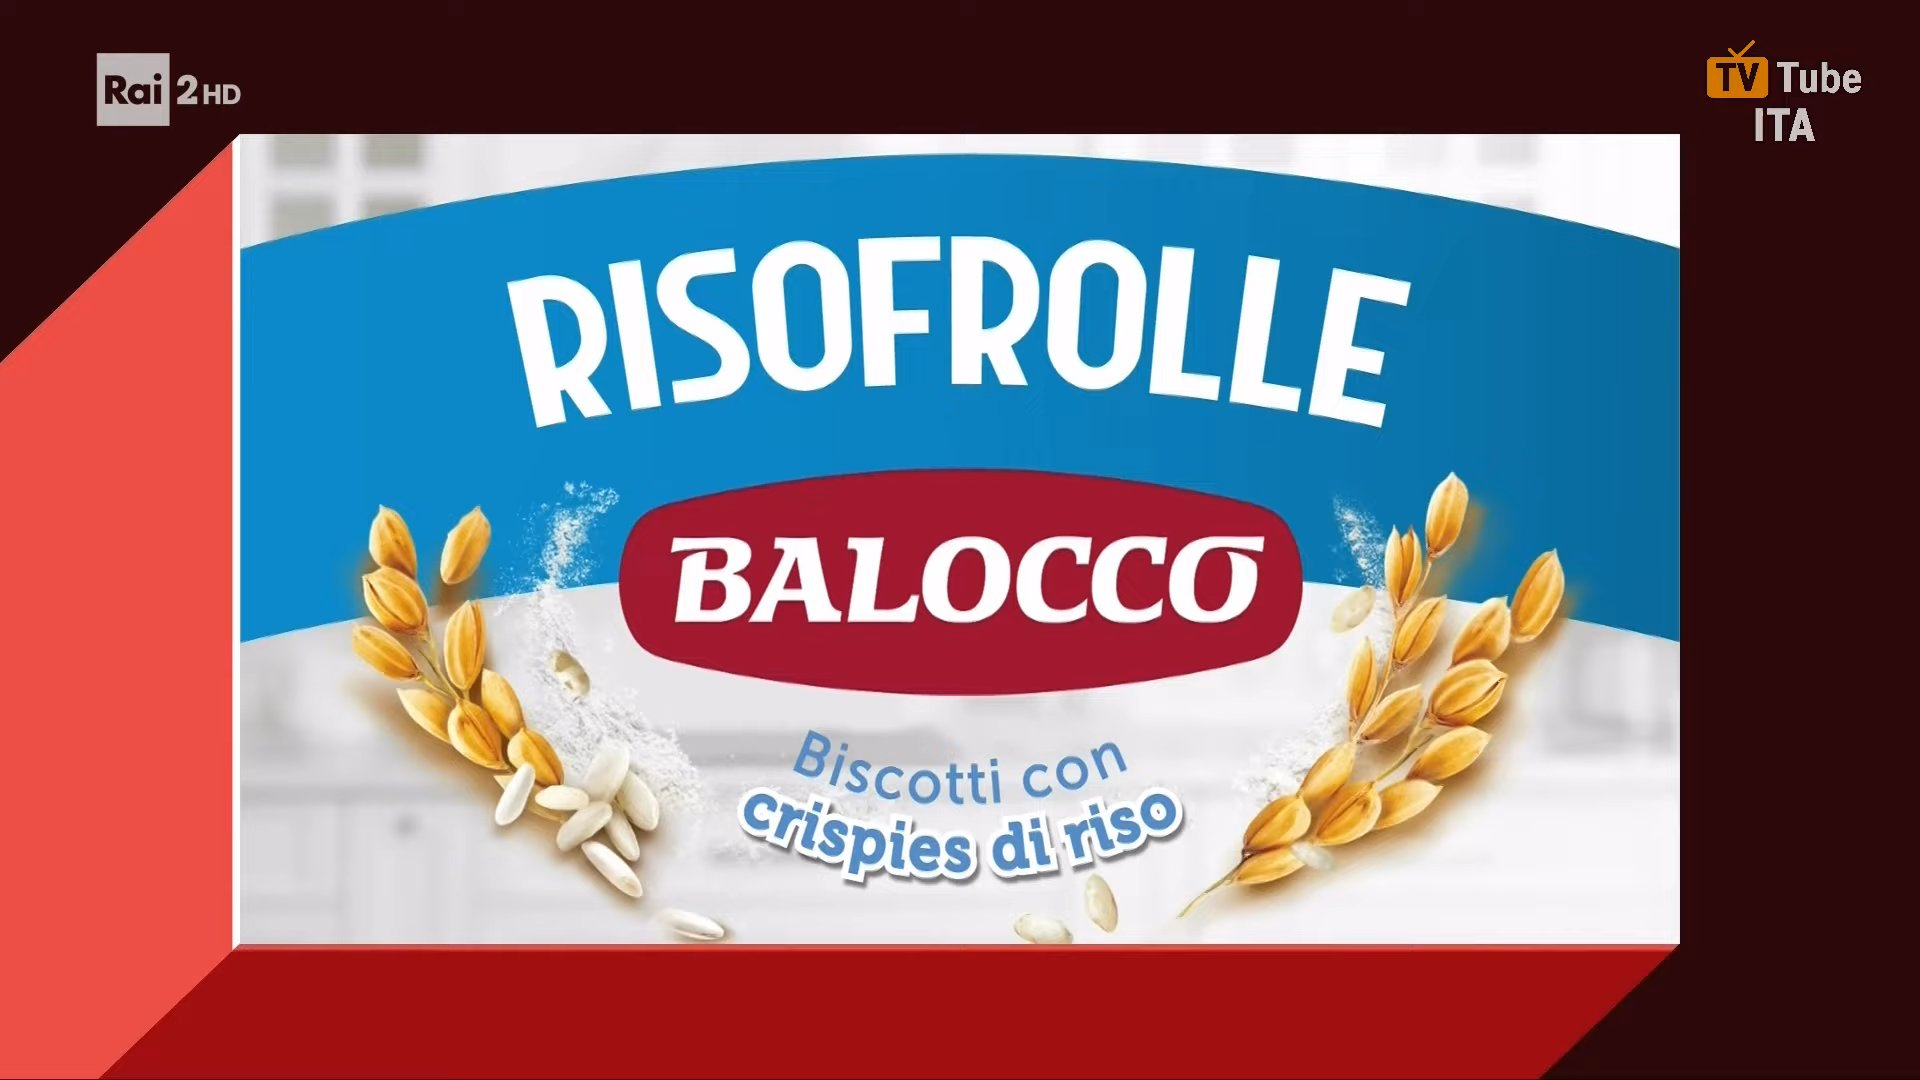 Rai 2HD
TV Tube
ITA
RISOFROLLE
BALOCCO
Biscotti con
crispies di riso